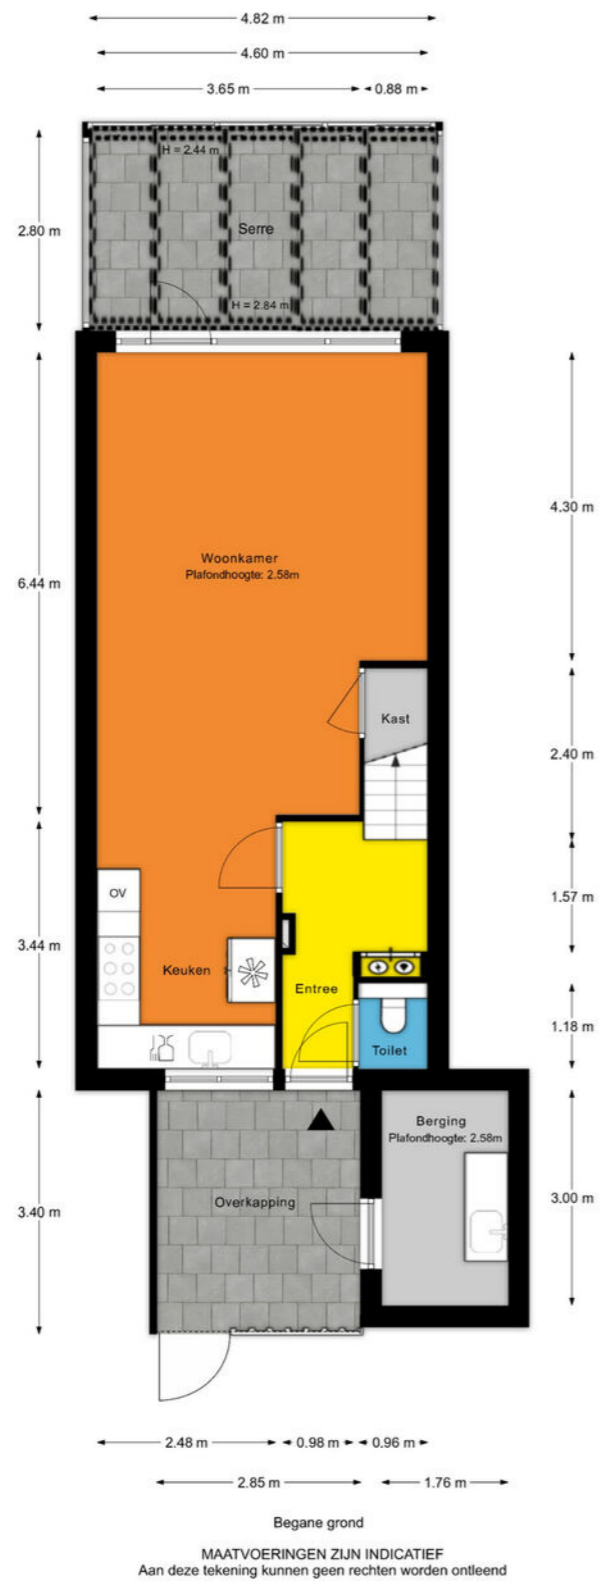 4.82 m
4.60 m
3.65 m
0.88 m
H = 2.44 m
2.80 m
Serre
H = 2.84 m
4.30 m
Woonkamer
Plafondhoogte: 2.58m
6.44 m
Kast
2.40 m
OV
1.57 m
3.44 m
Keuken
Entree
1.18 m
Toilet
Berging
Plafondhoogte: 2.58m
Overkapping
3.40 m
3.00 m
2.48 m
0.98 m
0.96 m
2.85 m
1.76 m
Begane grond
MAATVOERINGEN ZIJN INDICATIEF
Aan deze tekening kunnen geen rechten worden ontleend